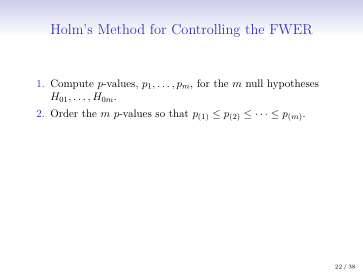 Holm's Method for Controlling the FWER
1. Compute p-values, p₁, . . . , pₘ, for the m null hypotheses
H₀₁, . . . , H₀ₘ.
2. Order the m p-values so that p₍₁₎ ≤ p₍₂₎ ≤ · · · ≤ p₍ₘ₎.
22 / 38